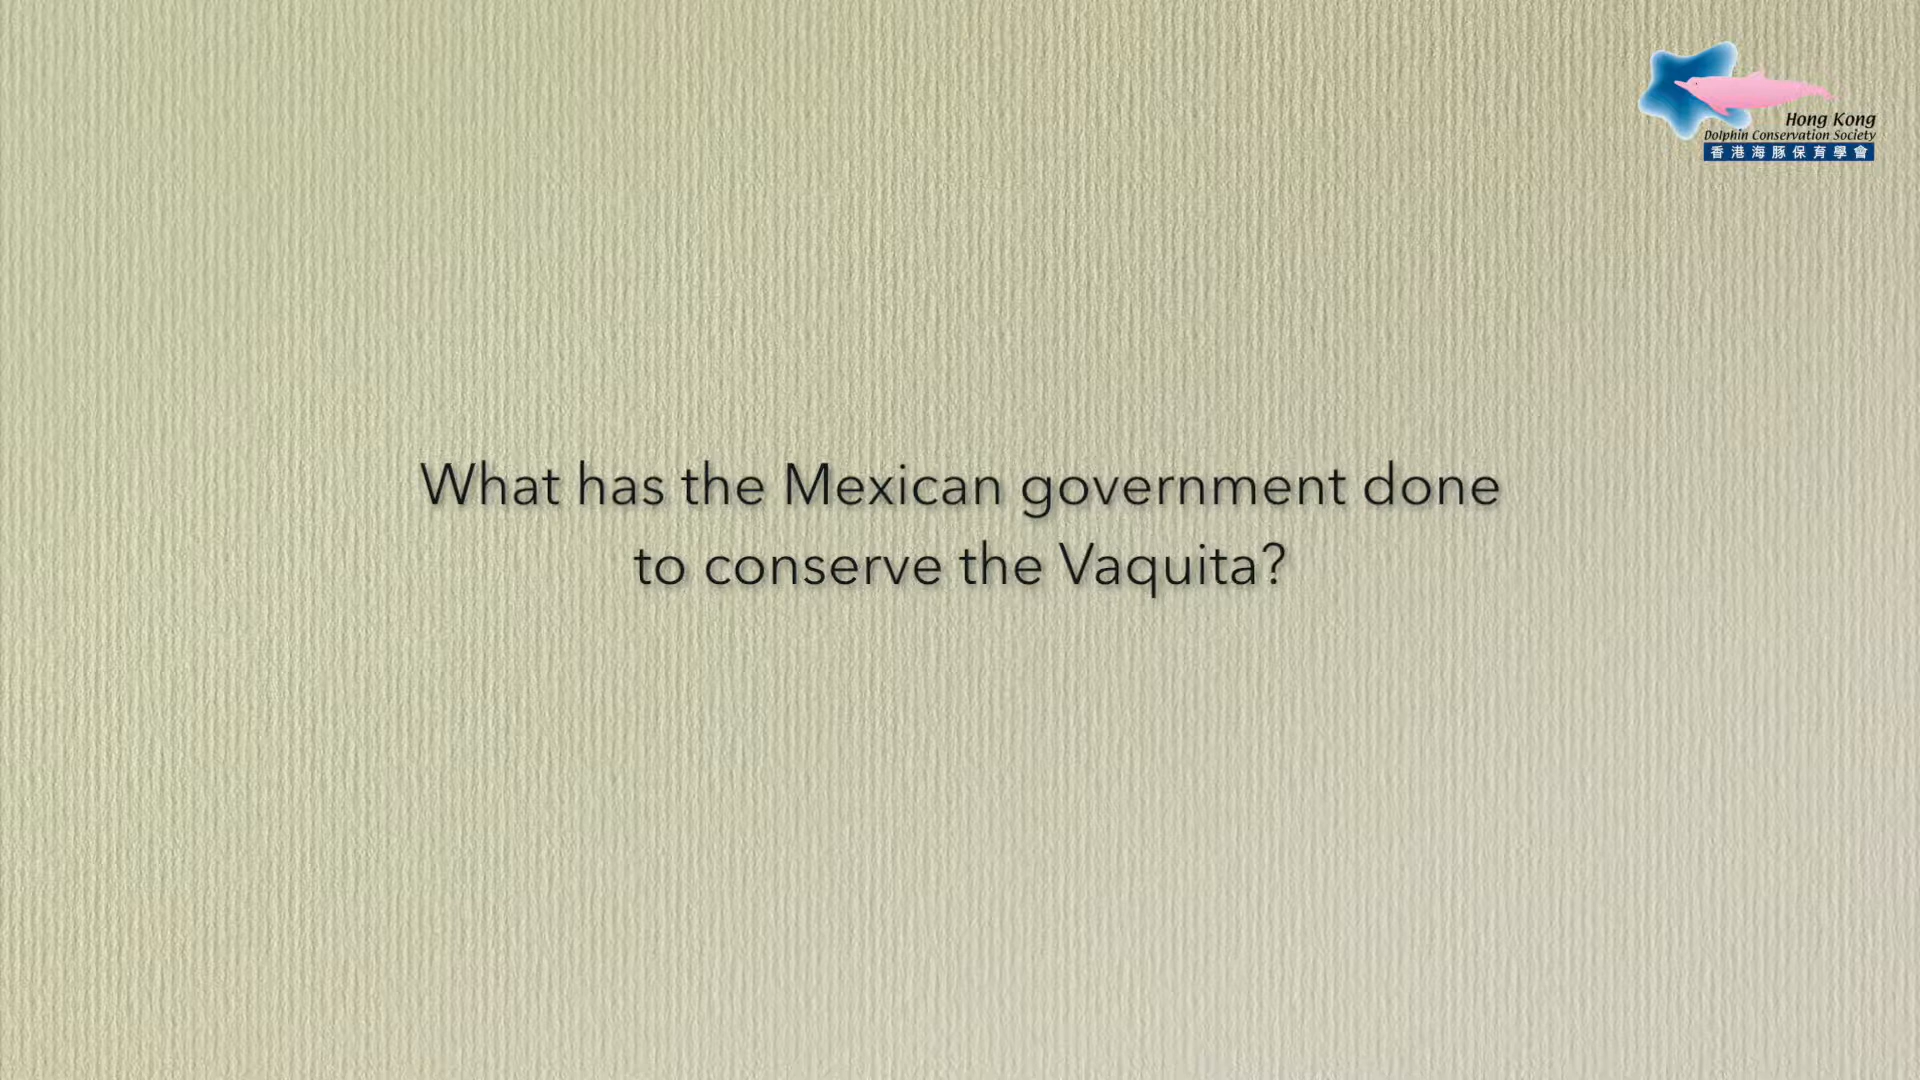 Hong Kong
Dolphin Conservation Society
香港海豚保育學會
What has the Mexican government done
to conserve the Vaquita?